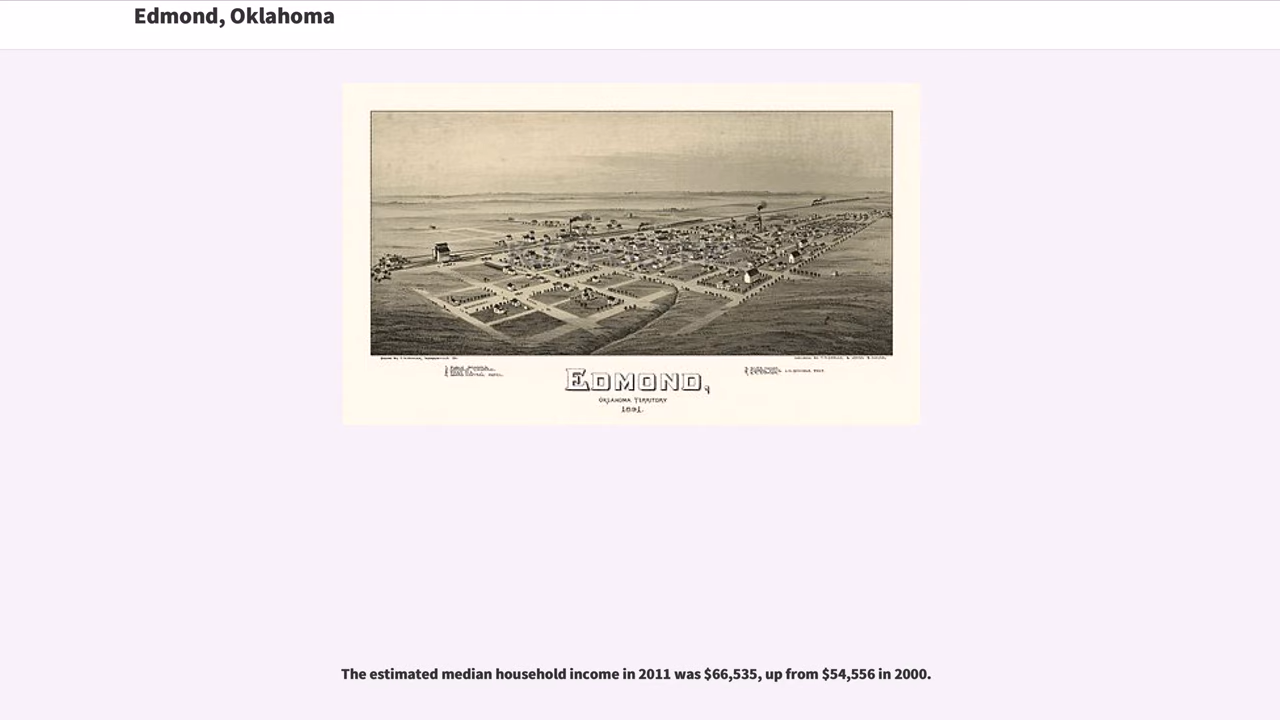 Edmond, Oklahoma
EDMOND,
OKLAHOMA TERRITORY
1891.
The estimated median household income in 2011 was $66,535, up from $54,556 in 2000.